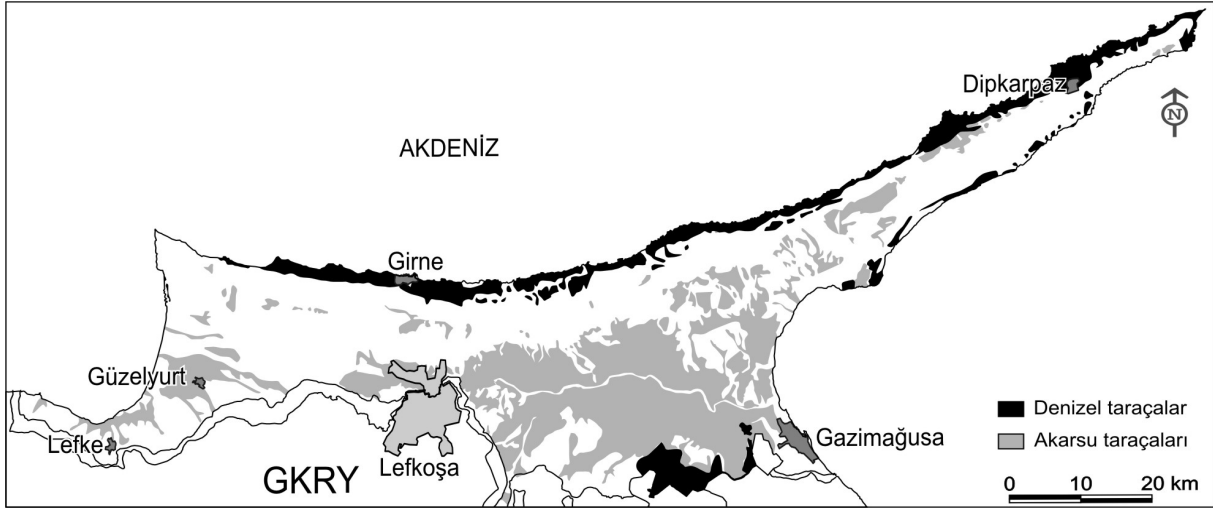 Dipkarpaz
N
AKDENİZ
Girne
Güzelyurt
Denizel taraçalar
Akarsu taraçaları
Gazimağusa
Lefke
Lefkoşa
GKRY
0 10 20 km